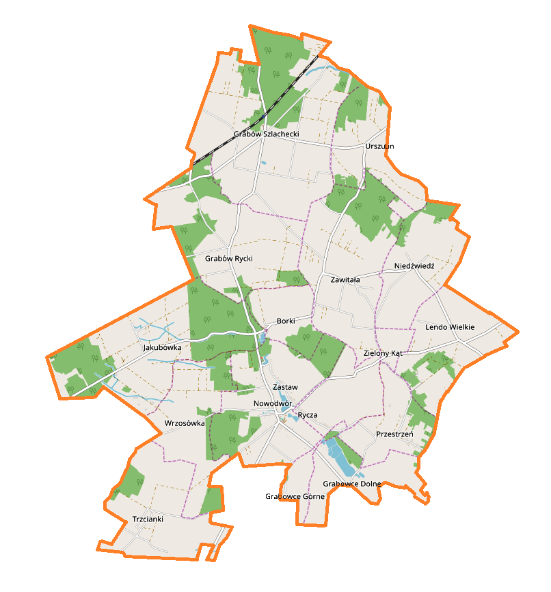 Grabów Szlachecki
Urszulin
Grabów Rycki
Niedźwiedź
Zawitała
Borki
Lendo Wielkie
Jakubówka
Zielony Kąt
Zastaw
Nowodwór
Rycza
Wrzosówka
Przestrzeń
Grabowce Dolne
Grabowce Górne
Trzcianki